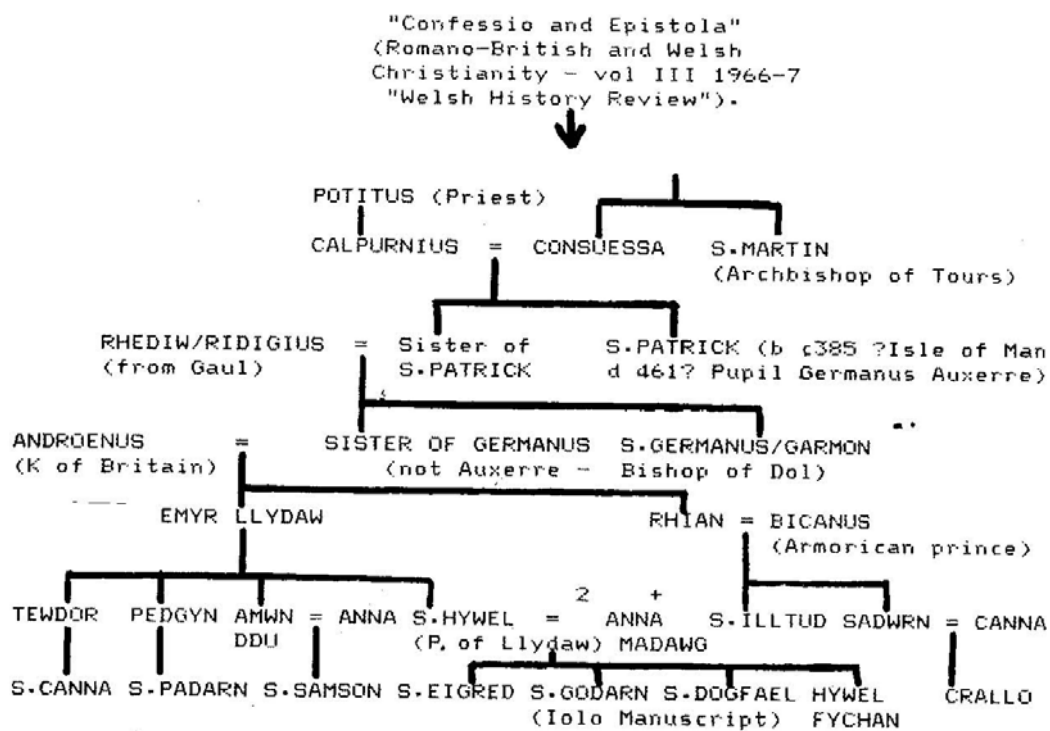 "Confessio and Epistola"
(Romano-British and Welsh
Christianity - vol III 1966-7
"Welsh History Review").
POTITUS (Priest)
CALPURNIUS = CONSUESSA S.MARTIN
(Archbishop of Tours)
RHEDIW/RIDIGIUS = Sister of S.PATRICK (b c385 ?Isle of Man
(from Gaul) S.PATRICK d 461? Pupil Germanus Auxerre)
ANDROENUS = SISTER OF GERMANUS S.GERMANUS/GARMON
(K of Britain) (not Auxerre - Bishop of Dol)
EMYR LLYDAW RHIAN = BICANUS
(Armorican prince)
2 +
TEWDOR PEDGYN AMWN = ANNA S.HYWEL = ANNA S.ILLTUD SADWRN = CANNA
DDU (P. of Llydaw) MADAWG
S.CANNA S.PADARN S.SAMSON S.EIGRED S.GODARN S.DOGFAEL HYWEL CRALLO
(Iolo Manuscript) FYCHAN